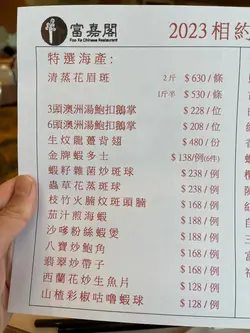 富嘉閣
Foo Ka Chinese Restaurant
2023相約
特選海產:
清蒸花眉斑 2斤 $630/條
1斤半 $530/條
3頭澳洲湯鮑扣鵝掌 $228/位
6頭澳洲湯鮑扣鵝掌 $208/位
生炆龍躉背翅 $480/份
金牌蝦多士 $138/例(6件)
蝦籽雜菌炒斑球 $238/例
蟲草花蒸斑球 $238/例
枝竹火腩炆斑頭腩 $168/例
茄汁煎海蝦 $188/例
沙嗲粉絲蝦煲 $188/例
八寶炒鮑角 $168/例
翡翠炒帶子 $168/例
西蘭花炒生魚片 $128/例
山楂彩椒咕嚕蝦球 $128/例